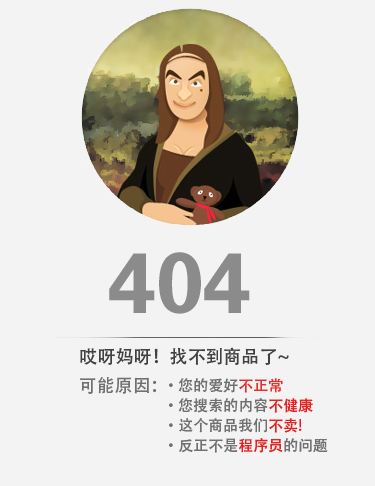 404
哎呀妈呀！找不到商品了~
可能原因：· 您的爱好不正常
· 您搜索的内容不健康
· 这个商品我们不卖!
· 反正不是程序员的问题